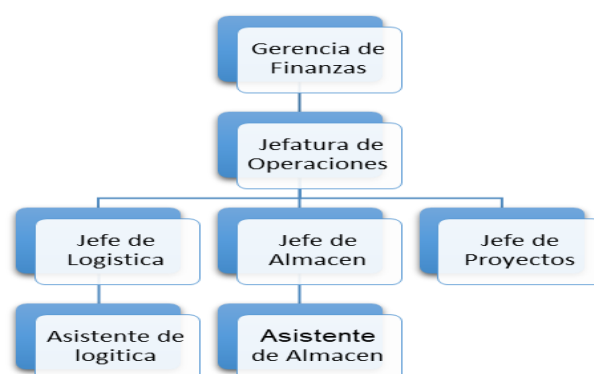 Gerencia de
Finanzas
Jefatura de
Operaciones
Jefe de
Logistica
Jefe de
Almacen
Jefe de
Proyectos
Asistente de
logitica
Asistente
de Almacen